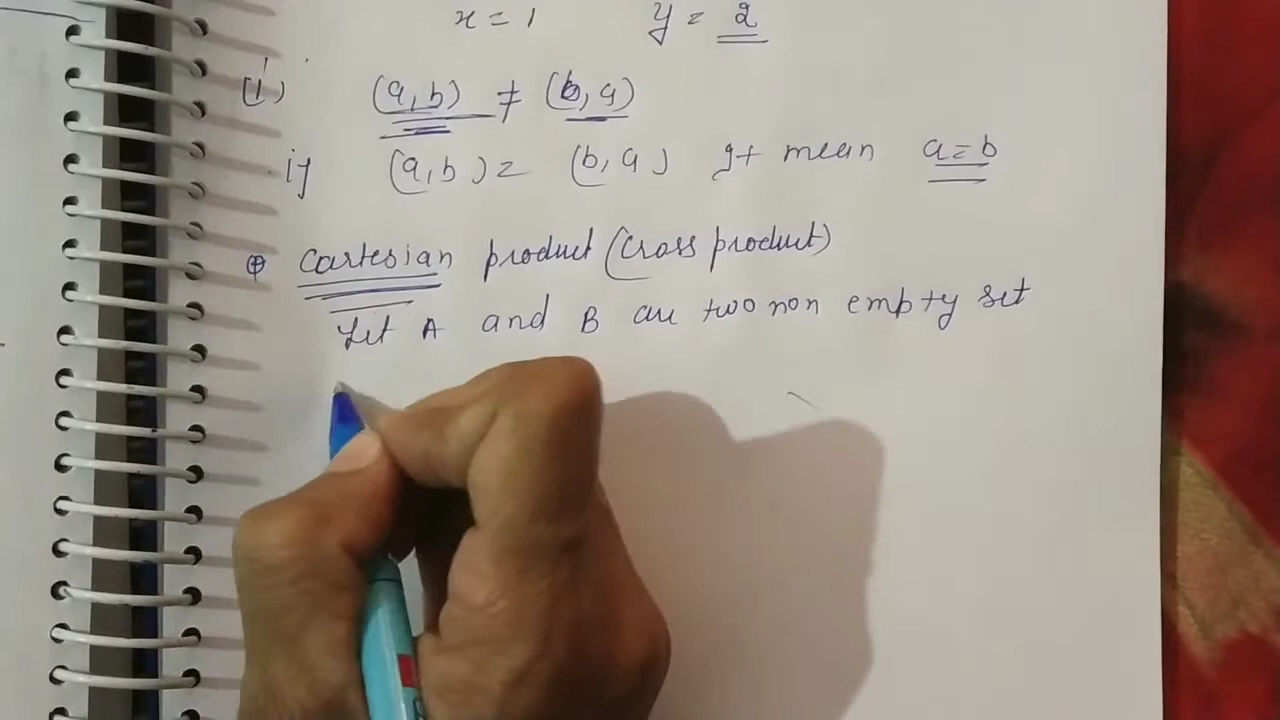 x = 1 y = 2
(i) (a, b) ≠ (b, a)
if (a, b) = (b, a) It mean a = b
⊕ Cartesian product (Cross product)
Let A and B are two non empty set